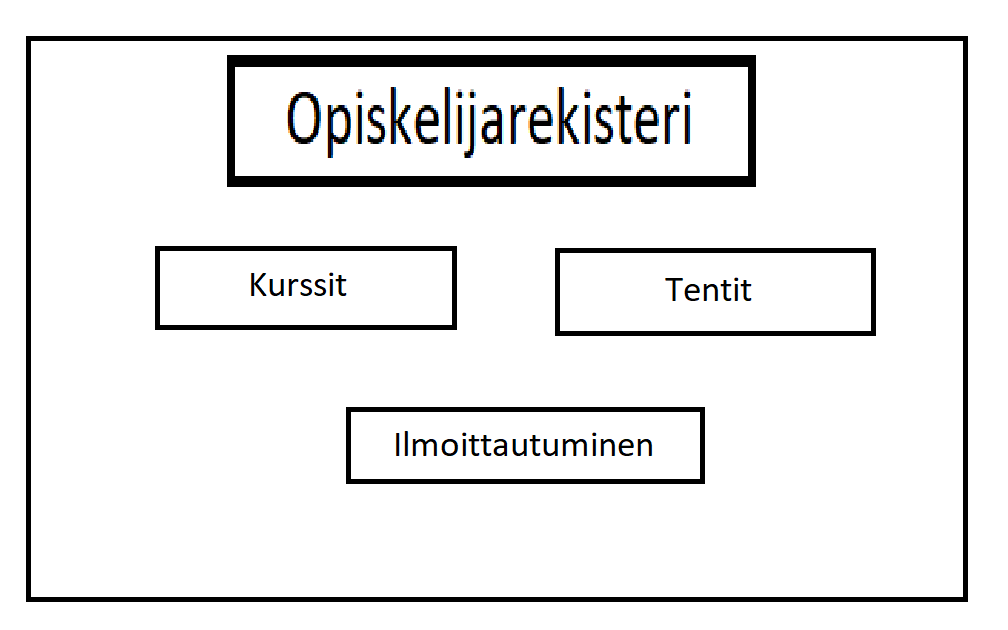 Opiskelijarekisteri
Kurssit
Tentit
Ilmoittautuminen